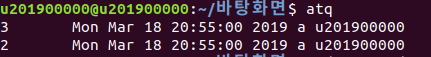 u201900000@u201900000:~/바탕화면$ atq
3 Mon Mar 18 20:55:00 2019 a u201900000
2 Mon Mar 18 20:55:00 2019 a u201900000